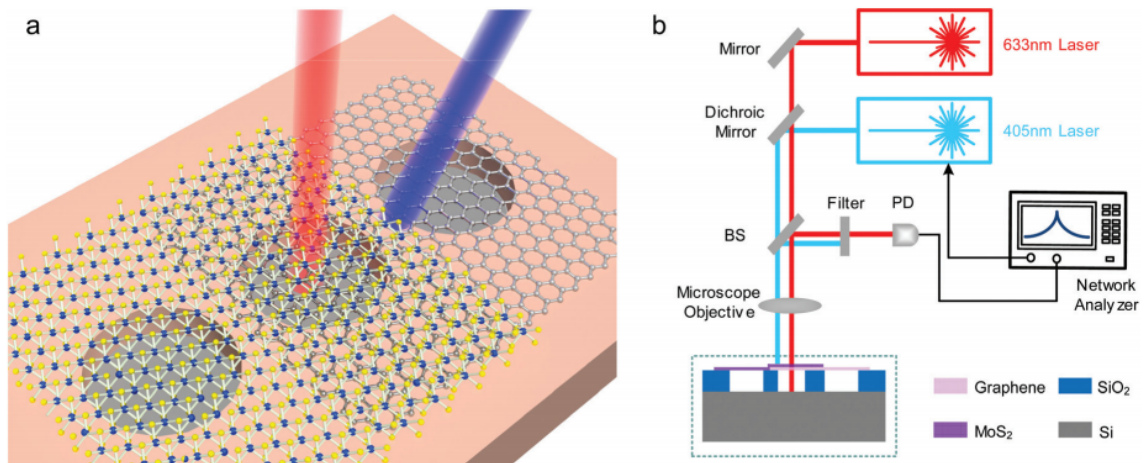 a
b
Mirror
633nm Laser
Dichroic
Mirror
405nm Laser
Filter
PD
BS
Network
Analyzer
Microscope
Objective
Graphene
SiO₂
MoS₂
Si